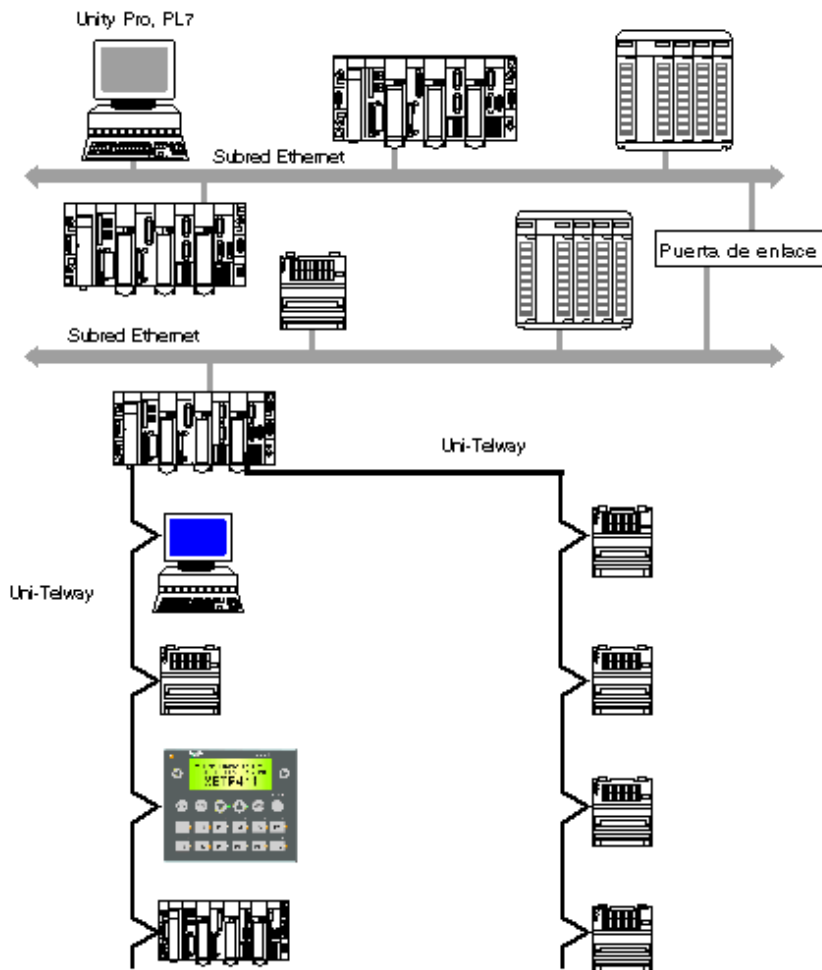 Unity Pro, PL7
Subred Ethernet
Puerta de enlace
Subred Ethernet
Uni-Telway
Uni-Telway